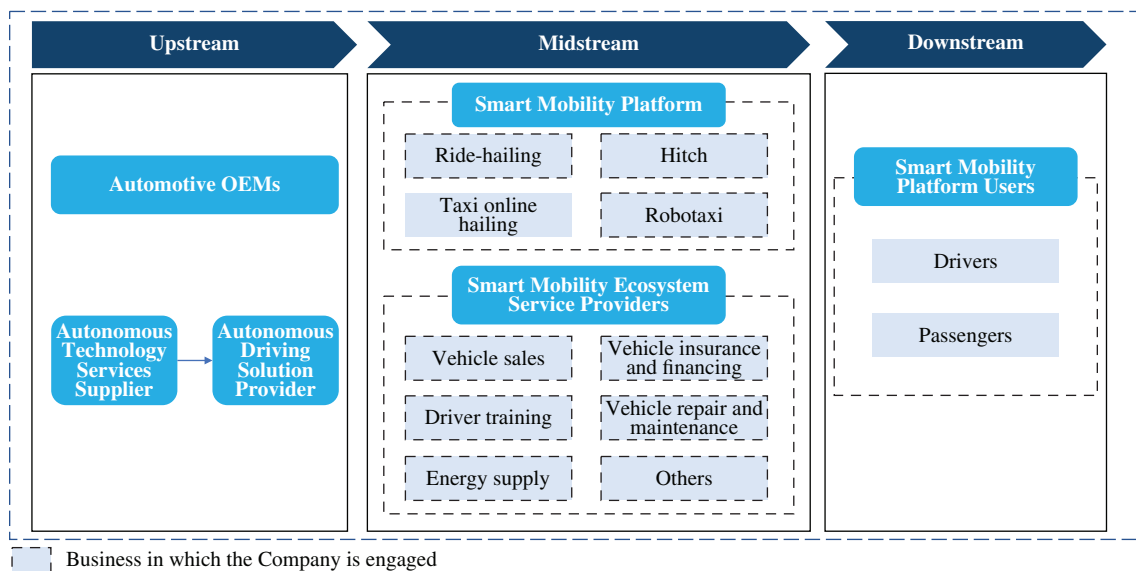 Upstream
Midstream
Downstream
Automotive OEMs
Autonomous
Technology
Services
Supplier
Autonomous
Driving
Solution
Provider
Smart Mobility Platform
Ride-hailing
Hitch
Taxi online
hailing
Robotaxi
Smart Mobility Ecosystem
Service Providers
Vehicle sales
Vehicle insurance
and financing
Driver training
Vehicle repair and
maintenance
Energy supply
Others
Smart Mobility
Platform Users
Drivers
Passengers
Business in which the Company is engaged